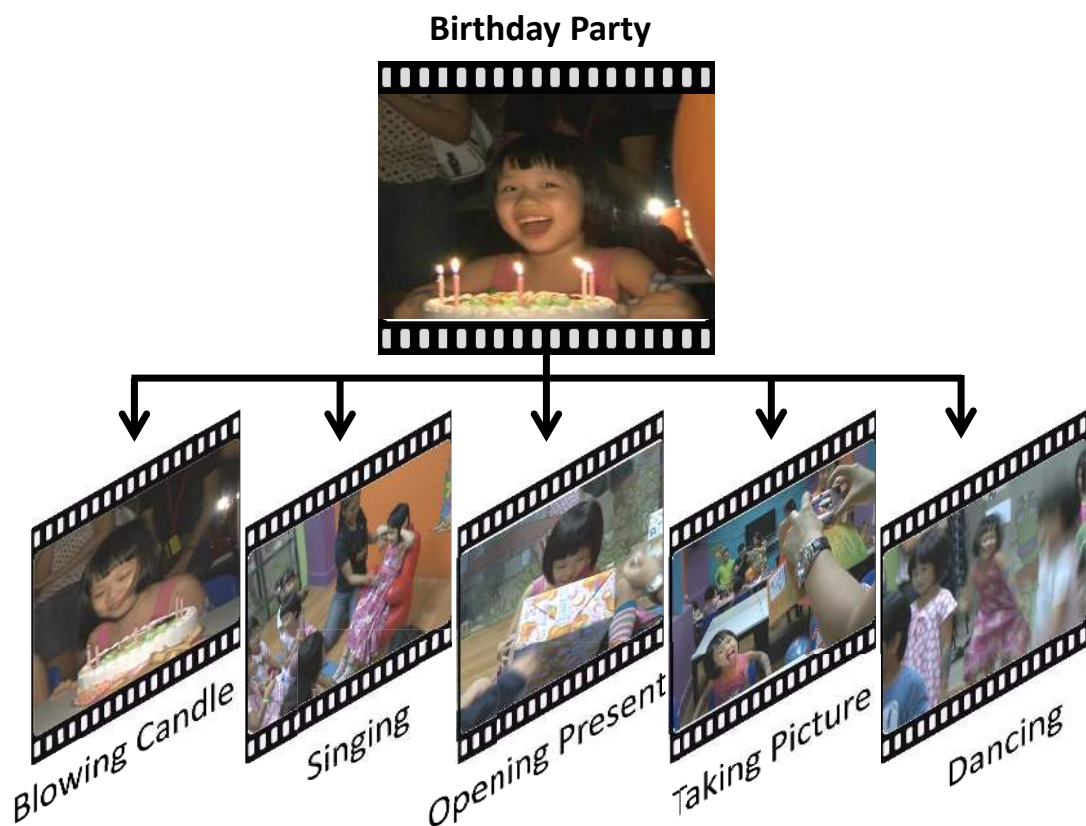 Birthday Party
Blowing Candle
Singing
Opening Present
Taking Picture
Dancing